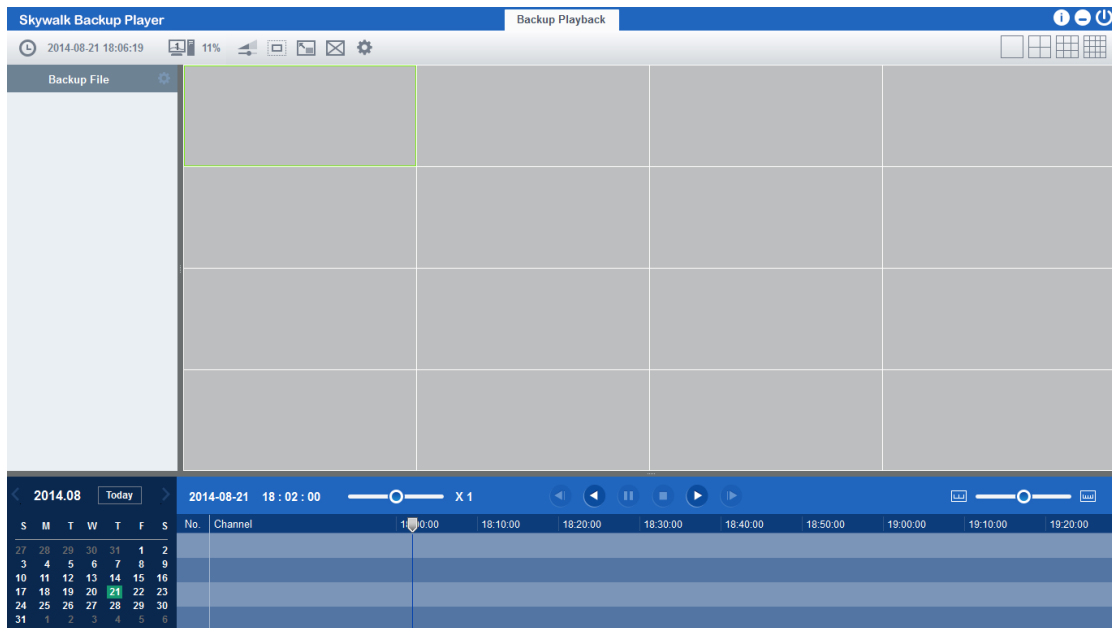 Skywalk Backup Player
Backup Playback
i
2014-08-21 18:06:19
1
11%
Backup File
2014.08
Today
S M T W T F S
27 28 29 30 31 1 2
3 4 5 6 7 8 9
10 11 12 13 14 15 16
17 18 19 20 21 22 23
24 25 26 27 28 29 30
31 1 2 3 4 5 6
2014-08-21 18 : 02 : 00
X 1
No. Channel
18:10:00 18:20:00 18:30:00 18:40:00 18:50:00 19:00:00 19:10:00 19:20:00